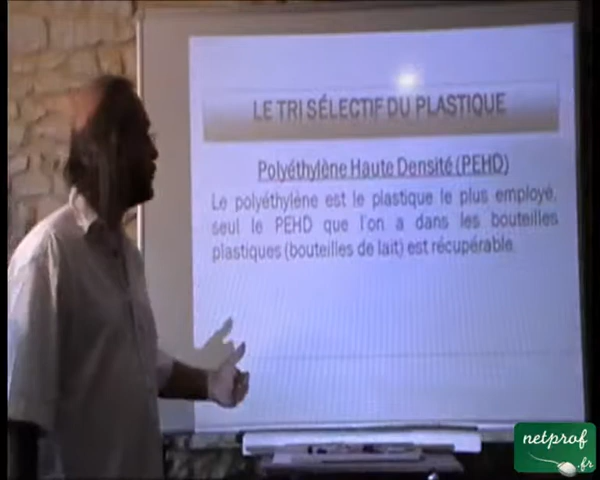 LE TRI SÉLECTIF DU PLASTIQUE
Polyéthylène Haute Densité (PEHD)
Le polyéthylène est le plastique le plus employé,
seul le PEHD que l'on a dans les bouteilles
plastiques (bouteilles de lait) est récupérable.
netprof
.fr